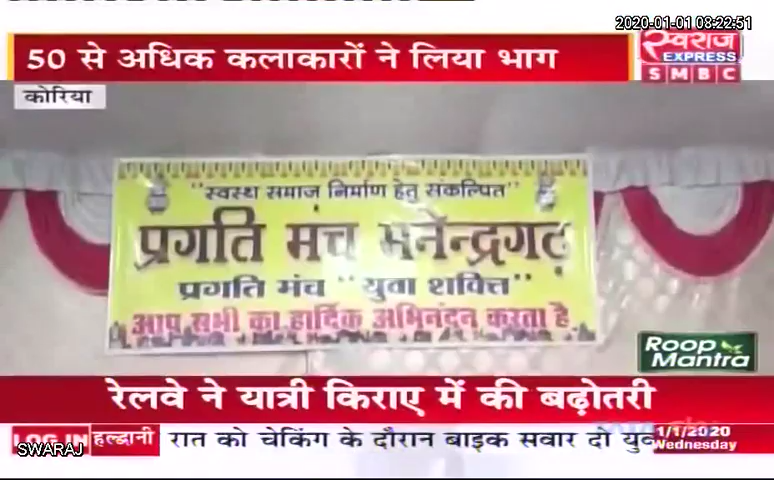 2020-01-01 08:22:51
50 से अधिक कलाकारों ने लिया भाग
स्वराज
EXPRESS
SMBC
कोरिया
"स्वस्थ समाज निर्माण हेतु संकल्पित"
प्रगति मंच मनेन्द्रगढ़
प्रगति मंच "युवा शक्ति"
आप सभी का हार्दिक अभिनंदन करता है
Roop
Mantra
रेलवे ने यात्री किराए में की बढ़ोतरी
LOG IN हल्द्वानी रात को चेकिंग के दौरान बाइक सवार दो
1/1/2020
Wednesday
SWARAJ